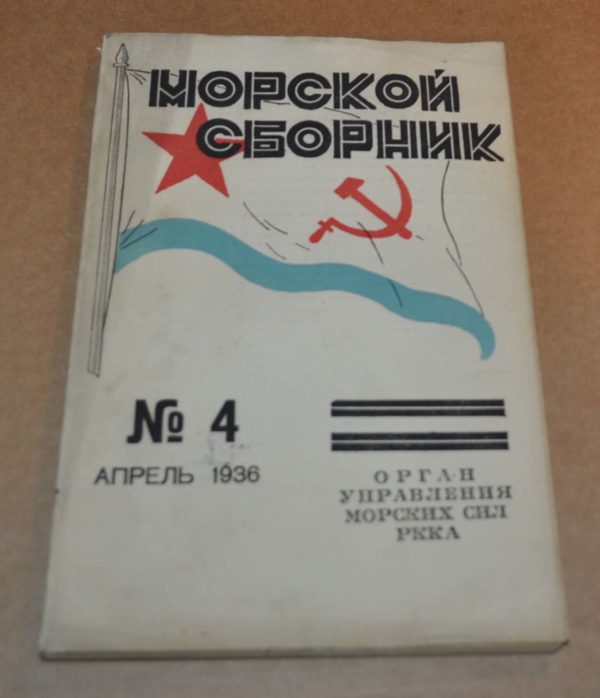 МОРСКОЙ
СБОРНИК
№ 4
АПРЕЛЬ 1936
ОРГАН
УПРАВЛЕНИЯ
МОРСКИХ СИЛ
РККА